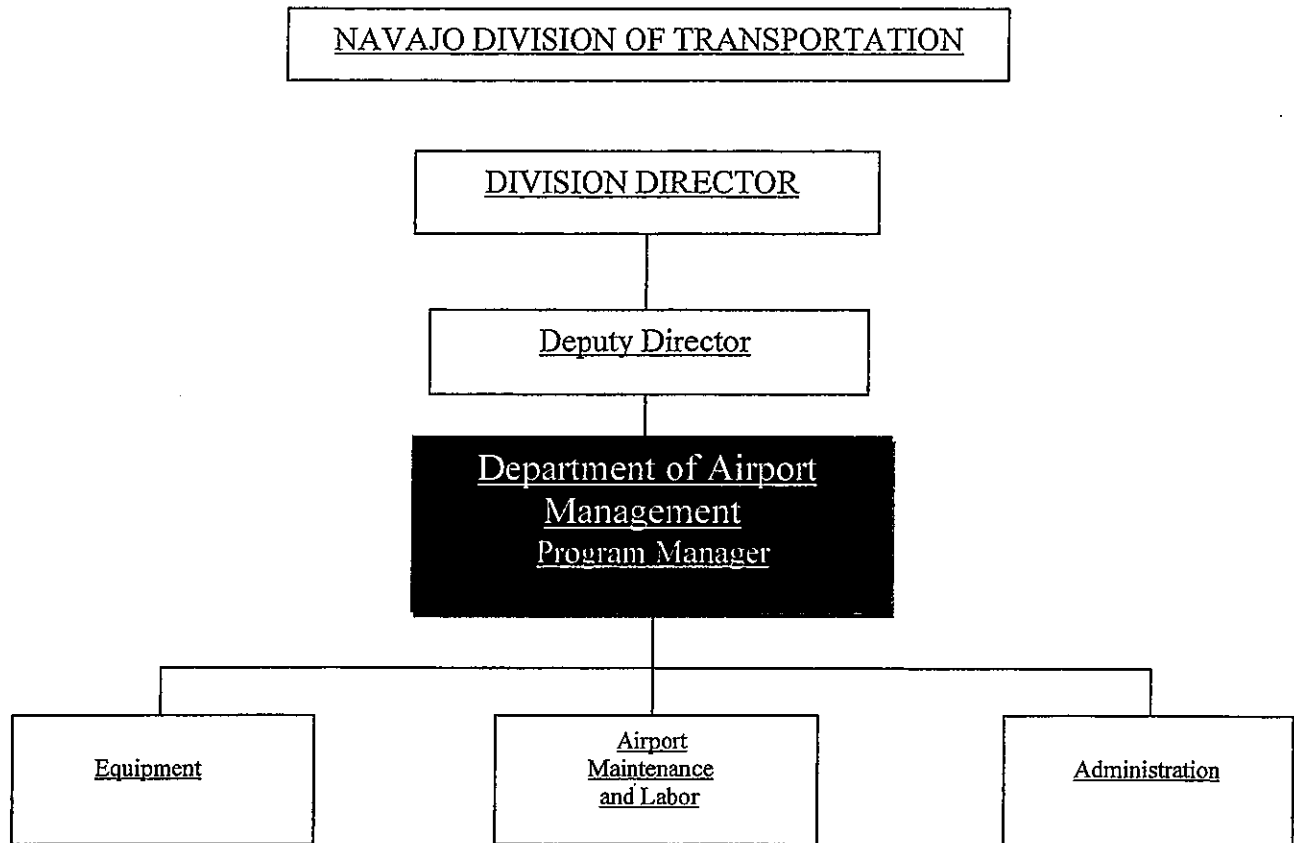 NAVAJO DIVISION OF TRANSPORTATION
DIVISION DIRECTOR
Deputy Director
Department of Airport
Management
Program Manager
Equipment
Airport
Maintenance
and Labor
Administration